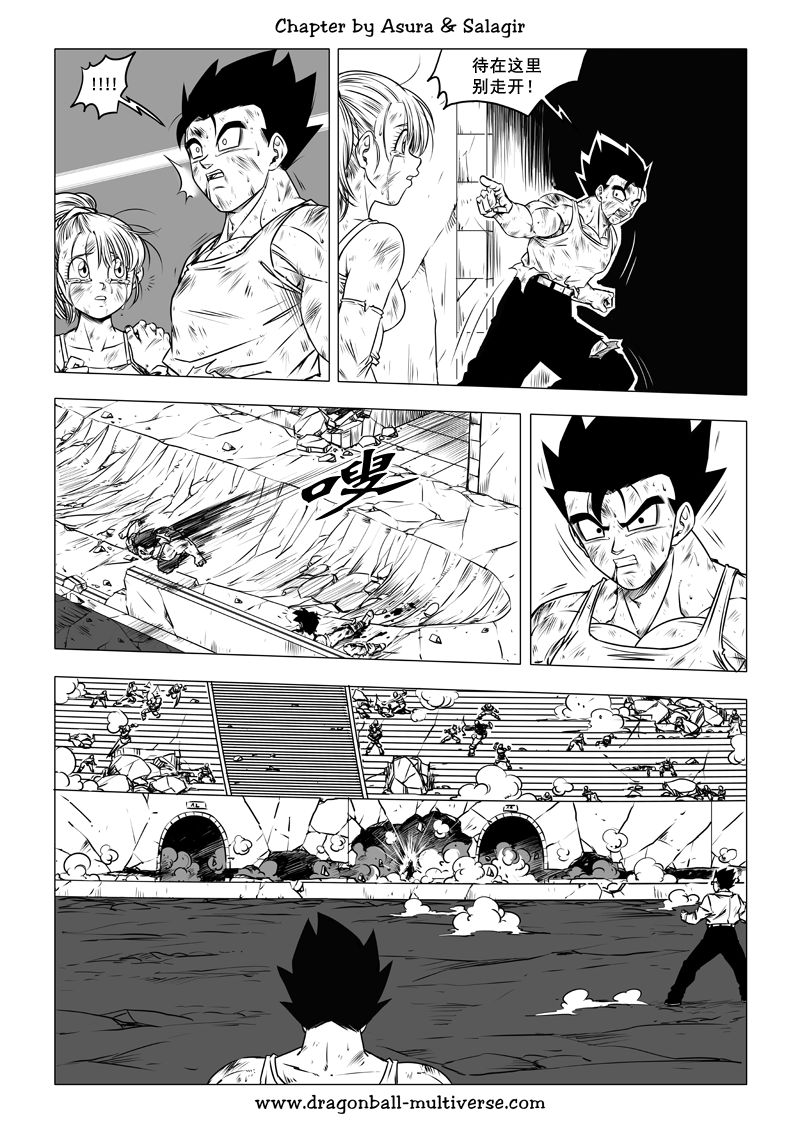 Chapter by Asura & Salagir
!!!!
待在这里
别走开！
嗖
www.dragonball-multiverse.com